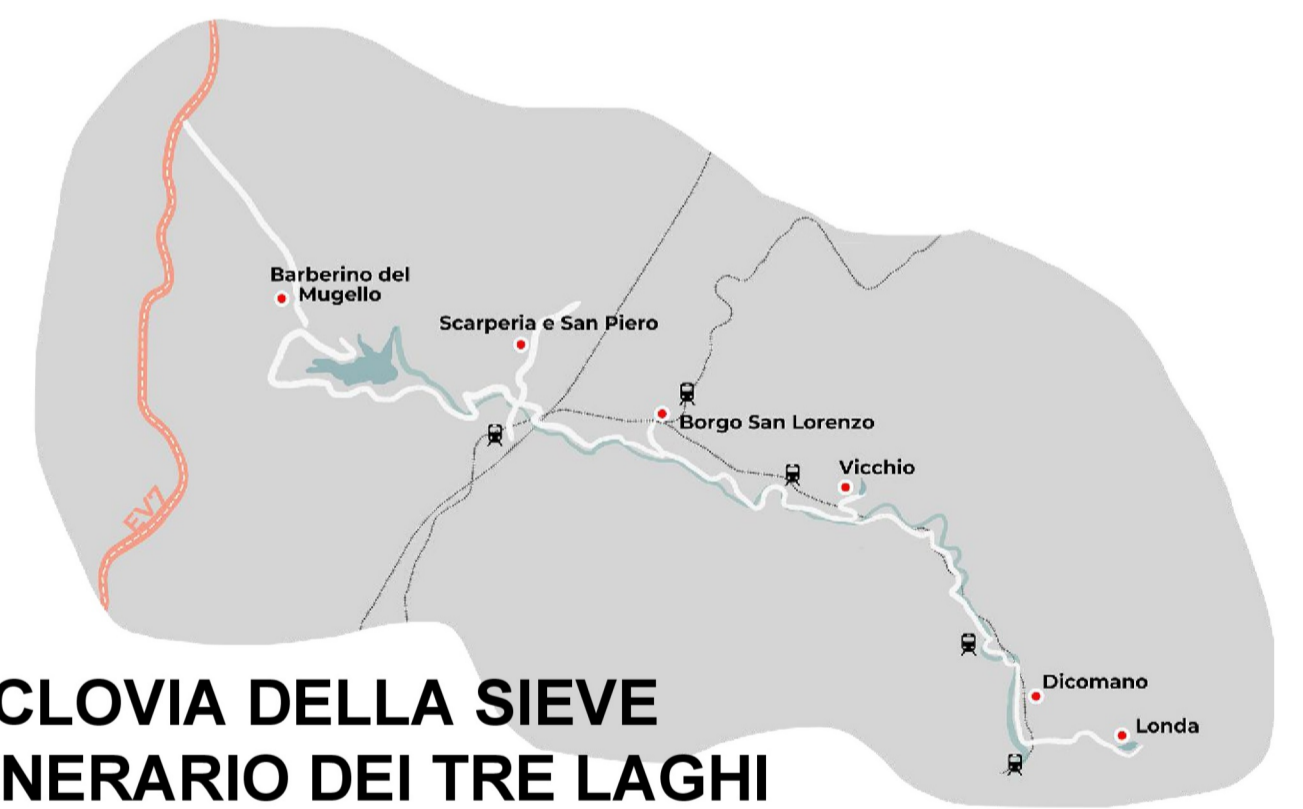 Barberino del
Mugello
Scarperia e San Piero
Borgo San Lorenzo
Vicchio
EV7
Dicomano
Londa
CLOVIA DELLA SIEVE
NERARIO DEI TRE LAGHI